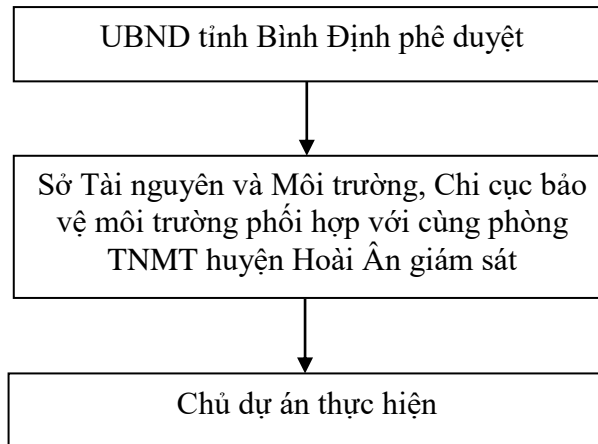 UBND tỉnh Bình Định phê duyệt
Sở Tài nguyên và Môi trường, Chi cục bảo
vệ môi trường phối hợp với cùng phòng
TNMT huyện Hoài Ân giám sát
Chủ dự án thực hiện